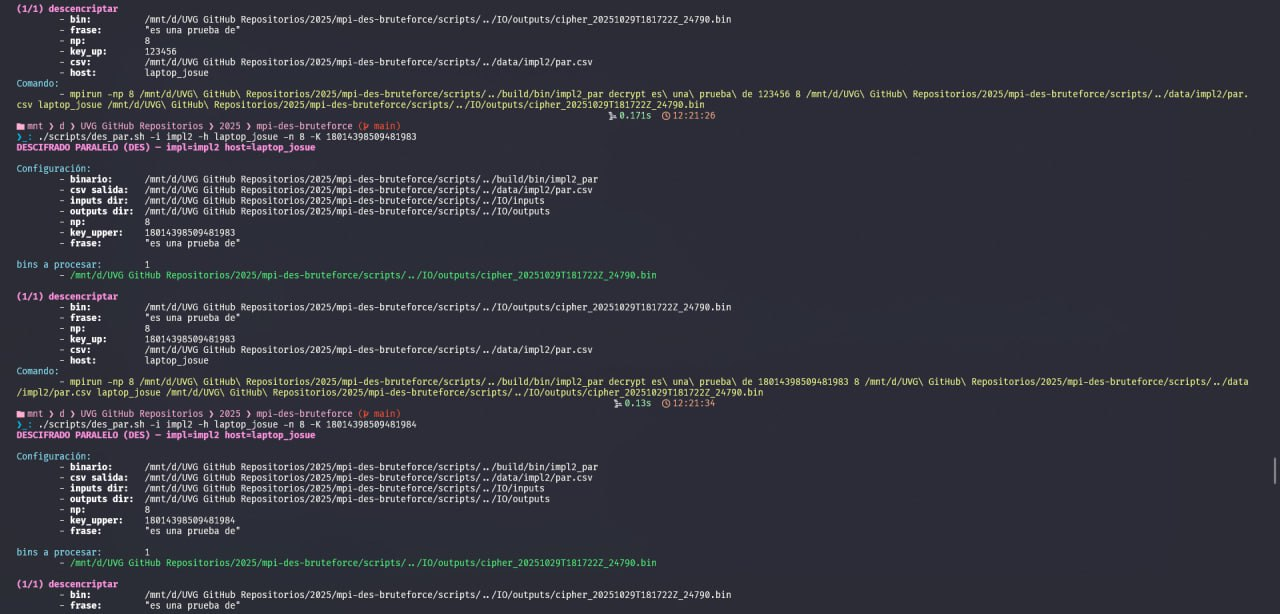 (1/1) descencriptar
- bin: /mnt/d/UVG GitHub Repositorios/2025/mpi-des-bruteforce/scripts/../IO/outputs/cipher_20251029T181722Z_24790.bin
- frase: "es una prueba de"
- np: 8
- key_up: 123456
- csv: /mnt/d/UVG GitHub Repositorios/2025/mpi-des-bruteforce/scripts/../data/impl2/par.csv
- host: laptop_josue
Comando:
- mpirun -np 8 /mnt/d/UVG\ GitHub\ Repositorios/2025/mpi-des-bruteforce/scripts/../build/bin/impl2_par decrypt es\ una\ prueba\ de 123456 8 /mnt/d/UVG\ GitHub\ Repositorios/2025/mpi-des-bruteforce/scripts/../data/impl2/par.
csv laptop_josue /mnt/d/UVG\ GitHub\ Repositorios/2025/mpi-des-bruteforce/scripts/../IO/outputs/cipher_20251029T181722Z_24790.bin
0.171s 12:21:26
mnt > d > UVG GitHub Repositorios > 2025 > mpi-des-bruteforce (main)
❯_: ./scripts/des_par.sh -i impl2 -h laptop_josue -n 8 -K 18014398509481983
DESCIFRADO PARALELO (DES) — impl=impl2 host=laptop_josue
Configuración:
- binario: /mnt/d/UVG GitHub Repositorios/2025/mpi-des-bruteforce/scripts/../build/bin/impl2_par
- csv salida: /mnt/d/UVG GitHub Repositorios/2025/mpi-des-bruteforce/scripts/../data/impl2/par.csv
- inputs dir: /mnt/d/UVG GitHub Repositorios/2025/mpi-des-bruteforce/scripts/../IO/inputs
- outputs dir: /mnt/d/UVG GitHub Repositorios/2025/mpi-des-bruteforce/scripts/../IO/outputs
- np: 8
- key_upper: 18014398509481983
- frase: "es una prueba de"
bins a procesar: 1
- /mnt/d/UVG GitHub Repositorios/2025/mpi-des-bruteforce/scripts/../IO/outputs/cipher_20251029T181722Z_24790.bin
(1/1) descencriptar
- bin: /mnt/d/UVG GitHub Repositorios/2025/mpi-des-bruteforce/scripts/../IO/outputs/cipher_20251029T181722Z_24790.bin
- frase: "es una prueba de"
- np: 8
- key_up: 18014398509481983
- csv: /mnt/d/UVG GitHub Repositorios/2025/mpi-des-bruteforce/scripts/../data/impl2/par.csv
- host: laptop_josue
Comando:
- mpirun -np 8 /mnt/d/UVG\ GitHub\ Repositorios/2025/mpi-des-bruteforce/scripts/../build/bin/impl2_par decrypt es\ una\ prueba\ de 18014398509481983 8 /mnt/d/UVG\ GitHub\ Repositorios/2025/mpi-des-bruteforce/scripts/../data
/impl2/par.csv laptop_josue /mnt/d/UVG\ GitHub\ Repositorios/2025/mpi-des-bruteforce/scripts/../IO/outputs/cipher_20251029T181722Z_24790.bin
0.13s 12:21:34
mnt > d > UVG GitHub Repositorios > 2025 > mpi-des-bruteforce (main)
❯_: ./scripts/des_par.sh -i impl2 -h laptop_josue -n 8 -K 18014398509481984
DESCIFRADO PARALELO (DES) — impl=impl2 host=laptop_josue
Configuración:
- binario: /mnt/d/UVG GitHub Repositorios/2025/mpi-des-bruteforce/scripts/../build/bin/impl2_par
- csv salida: /mnt/d/UVG GitHub Repositorios/2025/mpi-des-bruteforce/scripts/../data/impl2/par.csv
- inputs dir: /mnt/d/UVG GitHub Repositorios/2025/mpi-des-bruteforce/scripts/../IO/inputs
- outputs dir: /mnt/d/UVG GitHub Repositorios/2025/mpi-des-bruteforce/scripts/../IO/outputs
- np: 8
- key_upper: 18014398509481984
- frase: "es una prueba de"
bins a procesar: 1
- /mnt/d/UVG GitHub Repositorios/2025/mpi-des-bruteforce/scripts/../IO/outputs/cipher_20251029T181722Z_24790.bin
(1/1) descencriptar
- bin: /mnt/d/UVG GitHub Repositorios/2025/mpi-des-bruteforce/scripts/../IO/outputs/cipher_20251029T181722Z_24790.bin
- frase: "es una prueba de"